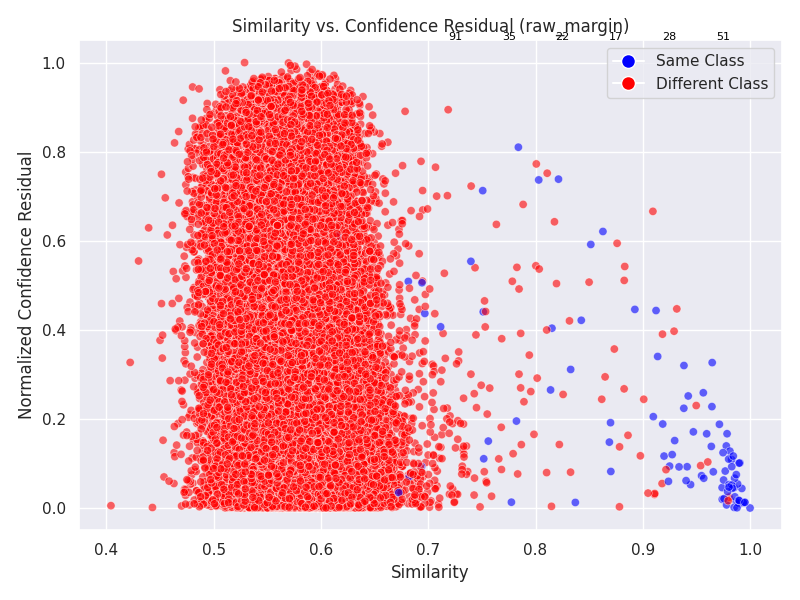 Similarity vs. Confidence Residual (raw_margin)
91 35 22 17 28 51
Same Class
Different Class
1.0
0.8
0.6
0.4
0.2
0.0
Normalized Confidence Residual
0.4 0.5 0.6 0.7 0.8 0.9 1.0
Similarity